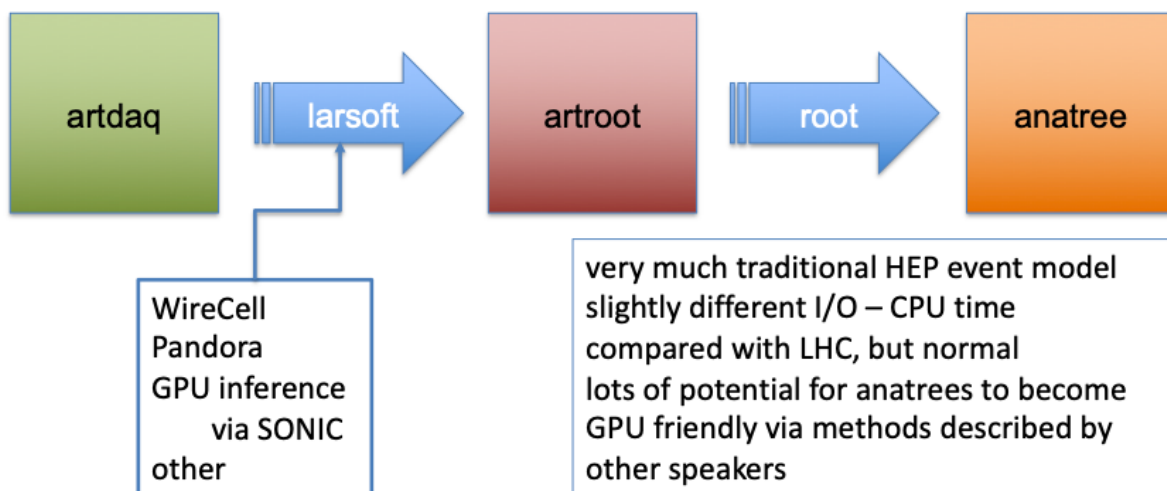 artdaq
larsoft
artroot
root
anatree
WireCell
Pandora
GPU inference
via SONIC
other
very much traditional HEP event model
slightly different I/O – CPU time
compared with LHC, but normal
lots of potential for anatrees to become
GPU friendly via methods described by
other speakers